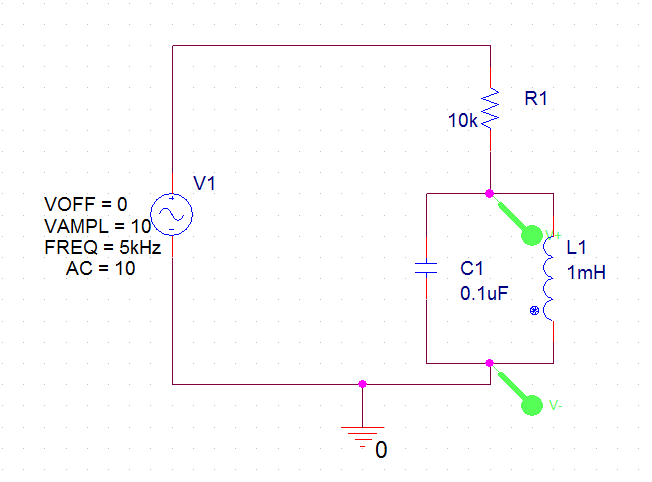 R1
10k
V1
VOFF = 0
VAMPL = 10
FREQ = 5kHz
AC = 10
V+
L1
1mH
C1
0.1uF
V-
0